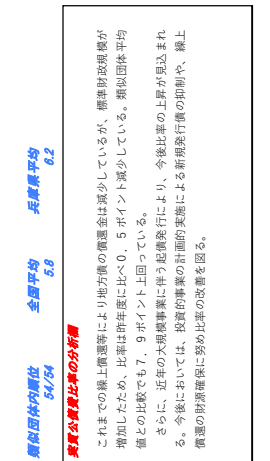 類似団体内順位 全国平均 兵庫県平均
54/54 5.8 6.2
実質公債費比率の分析欄
これまでの繰上償還等により地方債の償還金は減少しているが、標準財政規模が
増加したため、比率は昨年度に比べ0．5ポイント減少している。類似団体平均
値との比較でも7．9ポイント上回っている。
さらに、近年の大規模事業に伴う起債発行により、今後比率の上昇が見込まれ
る。今後においては、投資的事業の計画的実施による新規発行債の抑制や、繰上
償還の財源確保に努め比率の改善を図る。